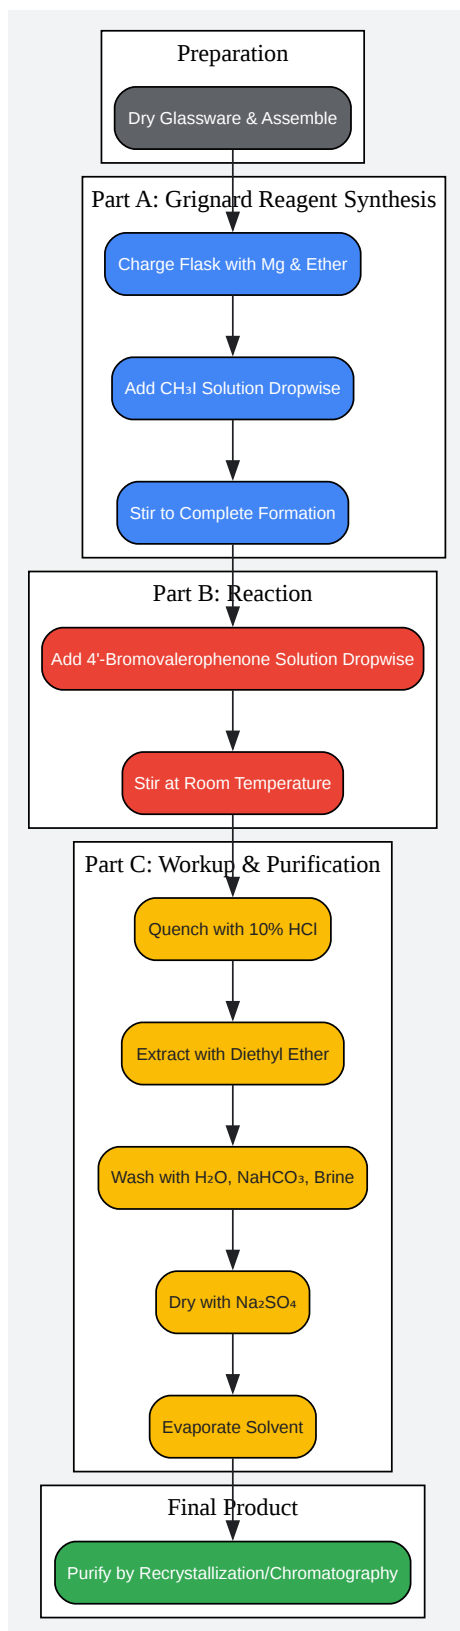 Preparation
Dry Glassware & Assemble
Part A: Grignard Reagent Synthesis
Charge Flask with Mg & Ether
Add CH₃I Solution Dropwise
Stir to Complete Formation
Part B: Reaction
Add 4'-Bromovalerophenone Solution Dropwise
Stir at Room Temperature
Part C: Workup & Purification
Quench with 10% HCl
Extract with Diethyl Ether
Wash with H₂O, NaHCO₃, Brine
Dry with Na₂SO₄
Evaporate Solvent
Final Product
Purify by Recrystallization/Chromatography